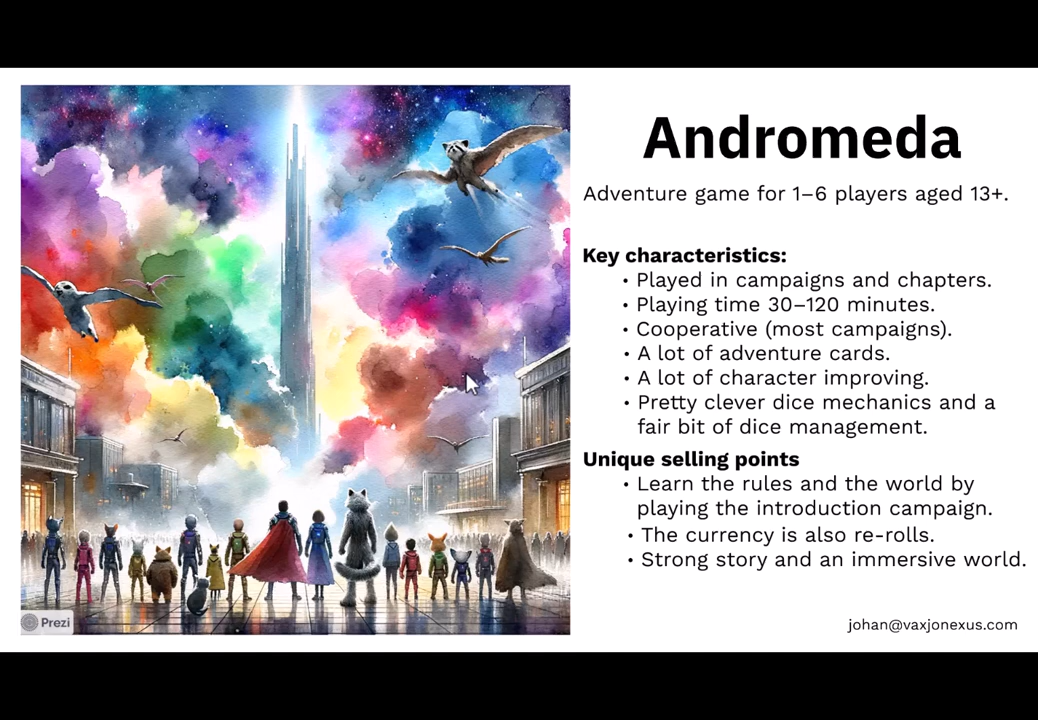 Andromeda
Adventure game for 1–6 players aged 13+.
Key characteristics:
• Played in campaigns and chapters.
• Playing time 30–120 minutes.
• Cooperative (most campaigns).
• A lot of adventure cards.
• A lot of character improving.
• Pretty clever dice mechanics and a
fair bit of dice management.
Unique selling points
• Learn the rules and the world by
playing the introduction campaign.
• The currency is also re-rolls.
• Strong story and an immersive world.
Prezi
johan@vaxjonexus.com